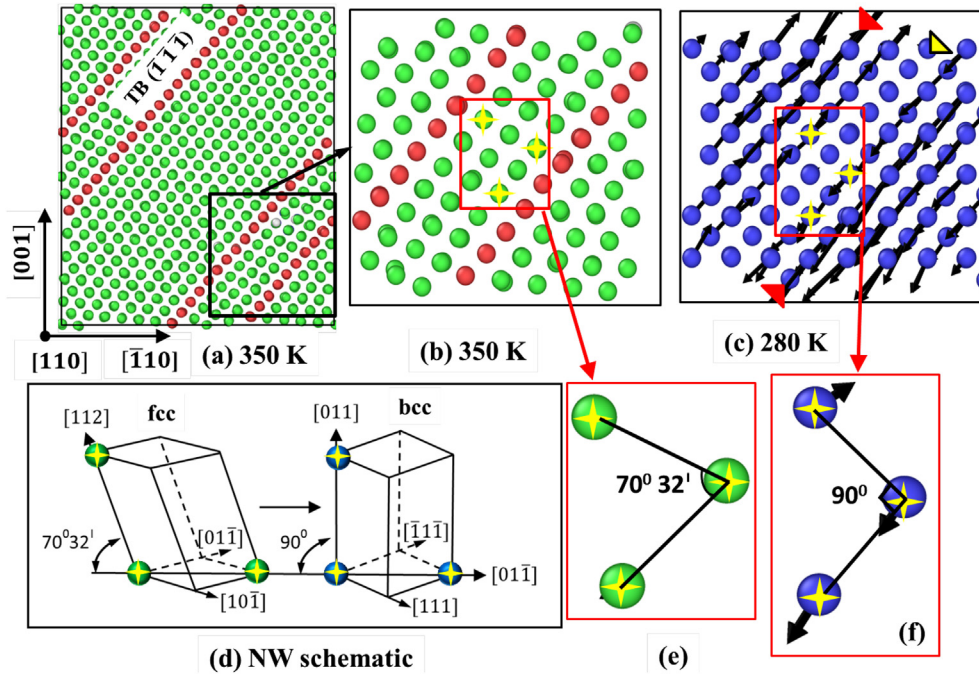 TB (1̄ 1̄ 1)
[001]
[110]
[1̄10]
(a) 350 K
(b) 350 K
(c) 280 K
fcc
bcc
[112]
[011]
70⁰32ˡ
[011̄]
[101̄]
90⁰
[1̄11̄]
[011̄]
[111]
(d) NW schematic
70⁰ 32ˡ
(e)
90⁰
(f)